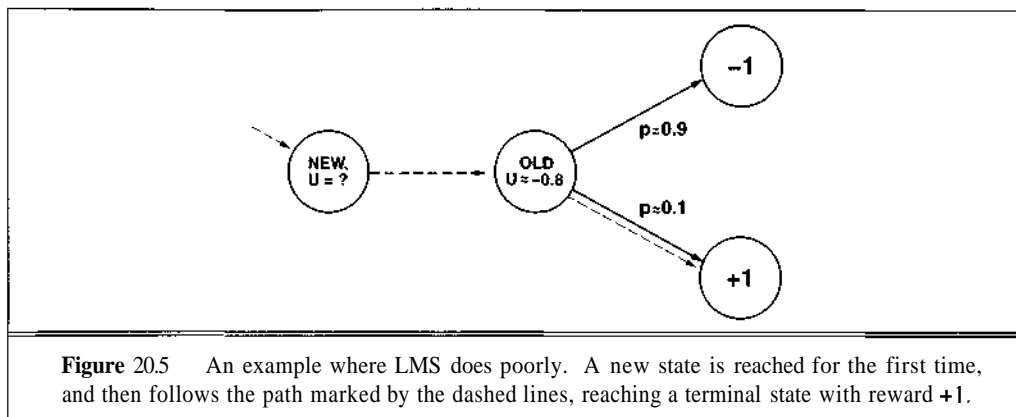 −1
p≈0.9
NEW
U = ?
OLD
U ≈ −0.8
p≈0.1
+1
Figure 20.5 An example where LMS does poorly. A new state is reached for the first time,
and then follows the path marked by the dashed lines, reaching a terminal state with reward +1.